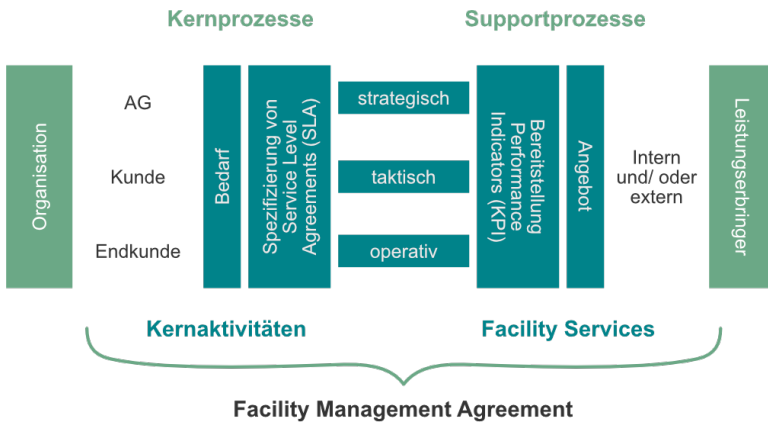 Kernprozesse
Supportprozesse
Organisation
AG
Kunde
Endkunde
Bedarf
Spezifizierung von
Service Level
Agreements (SLA)
strategisch
taktisch
operativ
Bereitstellung
Performance
Indicators (KPI)
Angebot
Intern
und/ oder
extern
Leistungserbringer
Kernaktivitäten
Facility Services
Facility Management Agreement